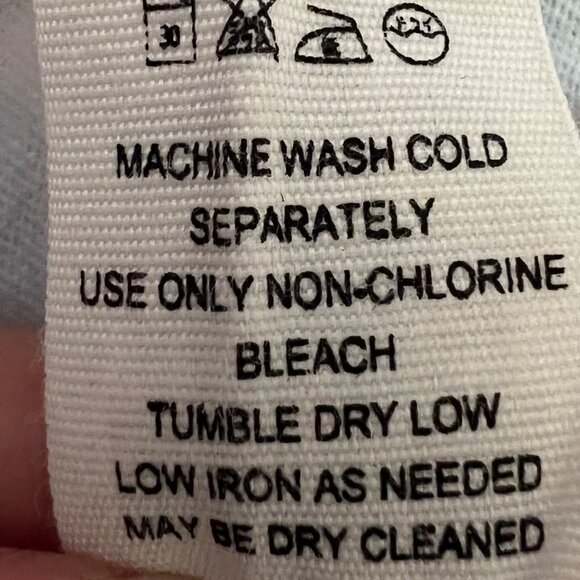 30
MACHINE WASH COLD
SEPARATELY
USE ONLY NON-CHLORINE
BLEACH
TUMBLE DRY LOW
LOW IRON AS NEEDED
MAY BE DRY CLEANED